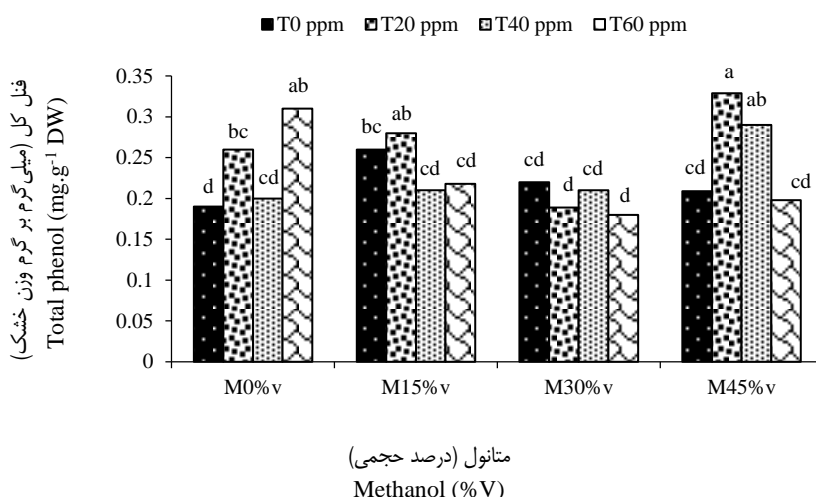 T0 ppm T20 ppm T40 ppm T60 ppm
فنل کل (میلی گرم بر گرم وزن خشک)
Total phenol (mg.g-1 DW)
0.35
0.3
0.25
0.2
0.15
0.1
0.05
0
d bc cd ab
bc ab cd cd
cd d cd d
cd a ab cd
M0%v M15%v M30%v M45%v
متانول (درصد حجمی)
Methanol (%V)